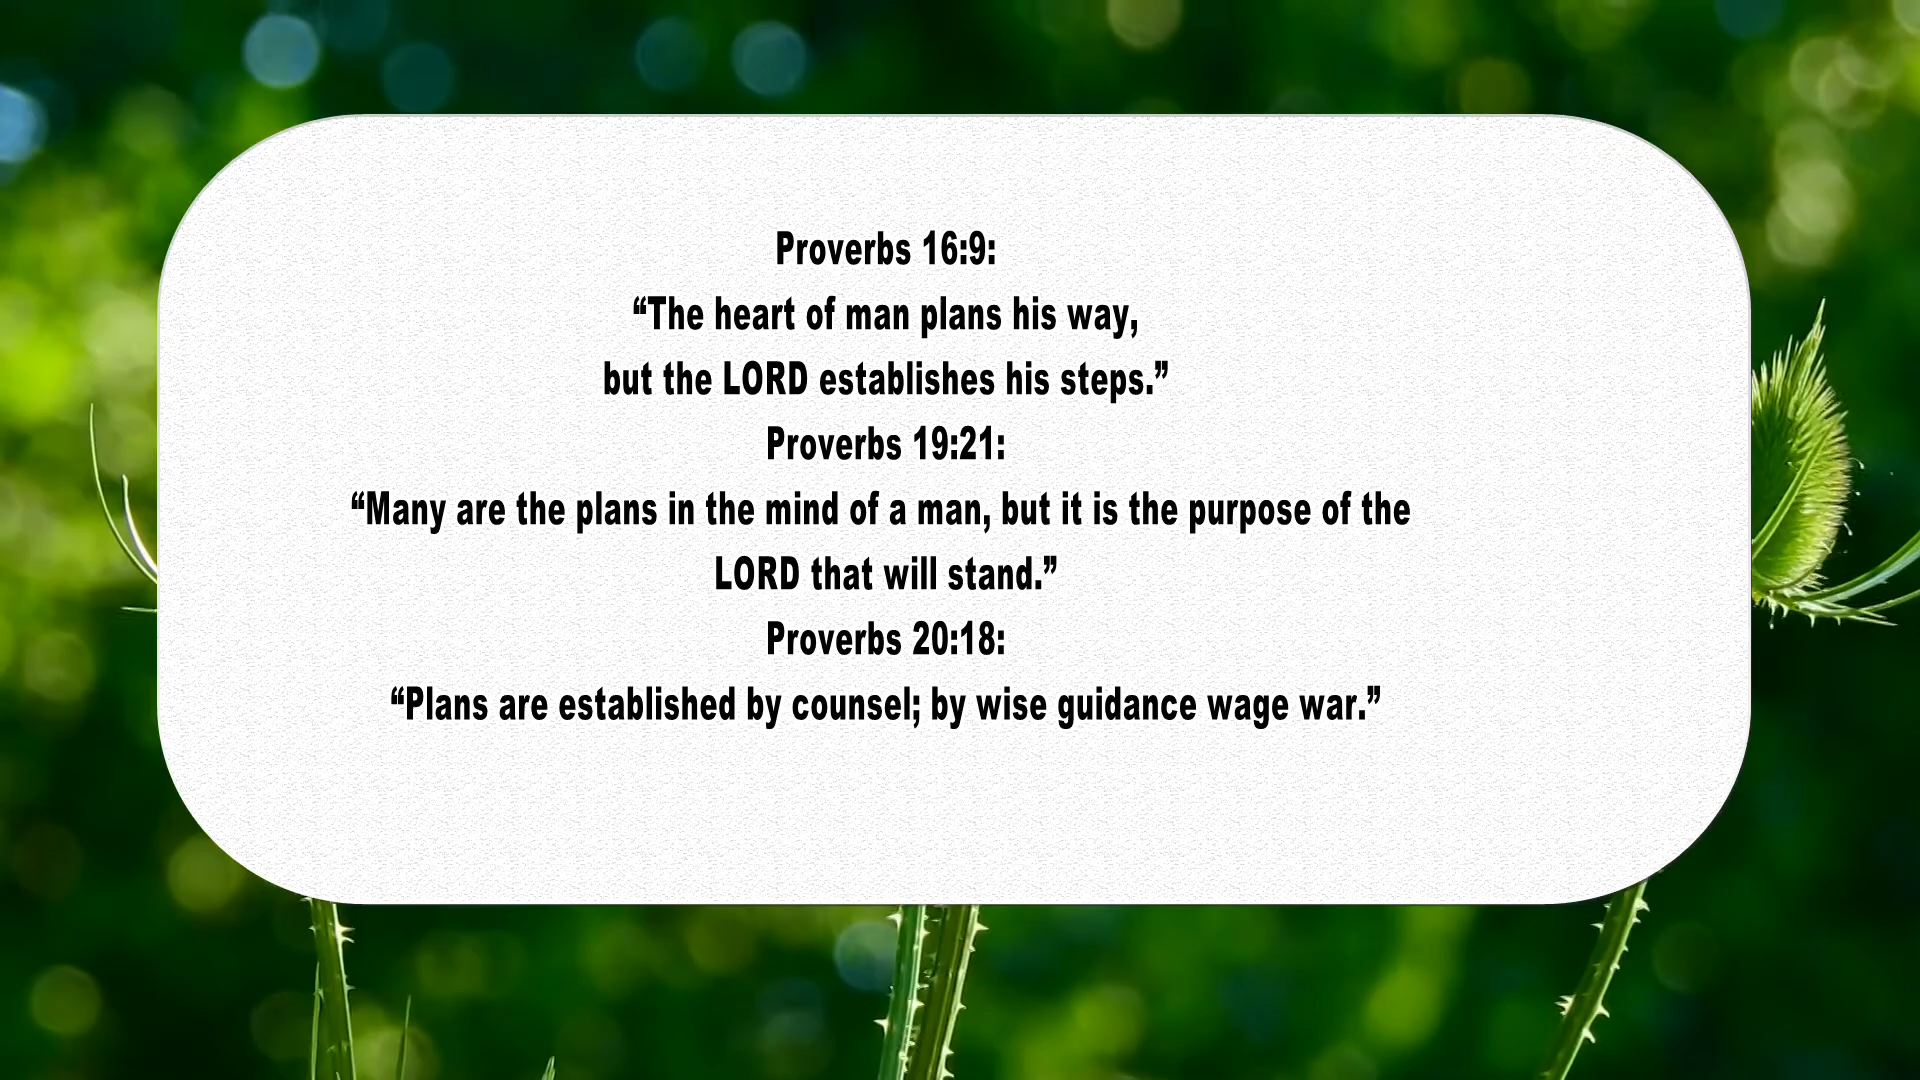 Proverbs 16:9:
“The heart of man plans his way,
but the LORD establishes his steps.”
Proverbs 19:21:
“Many are the plans in the mind of a man, but it is the purpose of the
LORD that will stand.”
Proverbs 20:18:
“Plans are established by counsel; by wise guidance wage war.”